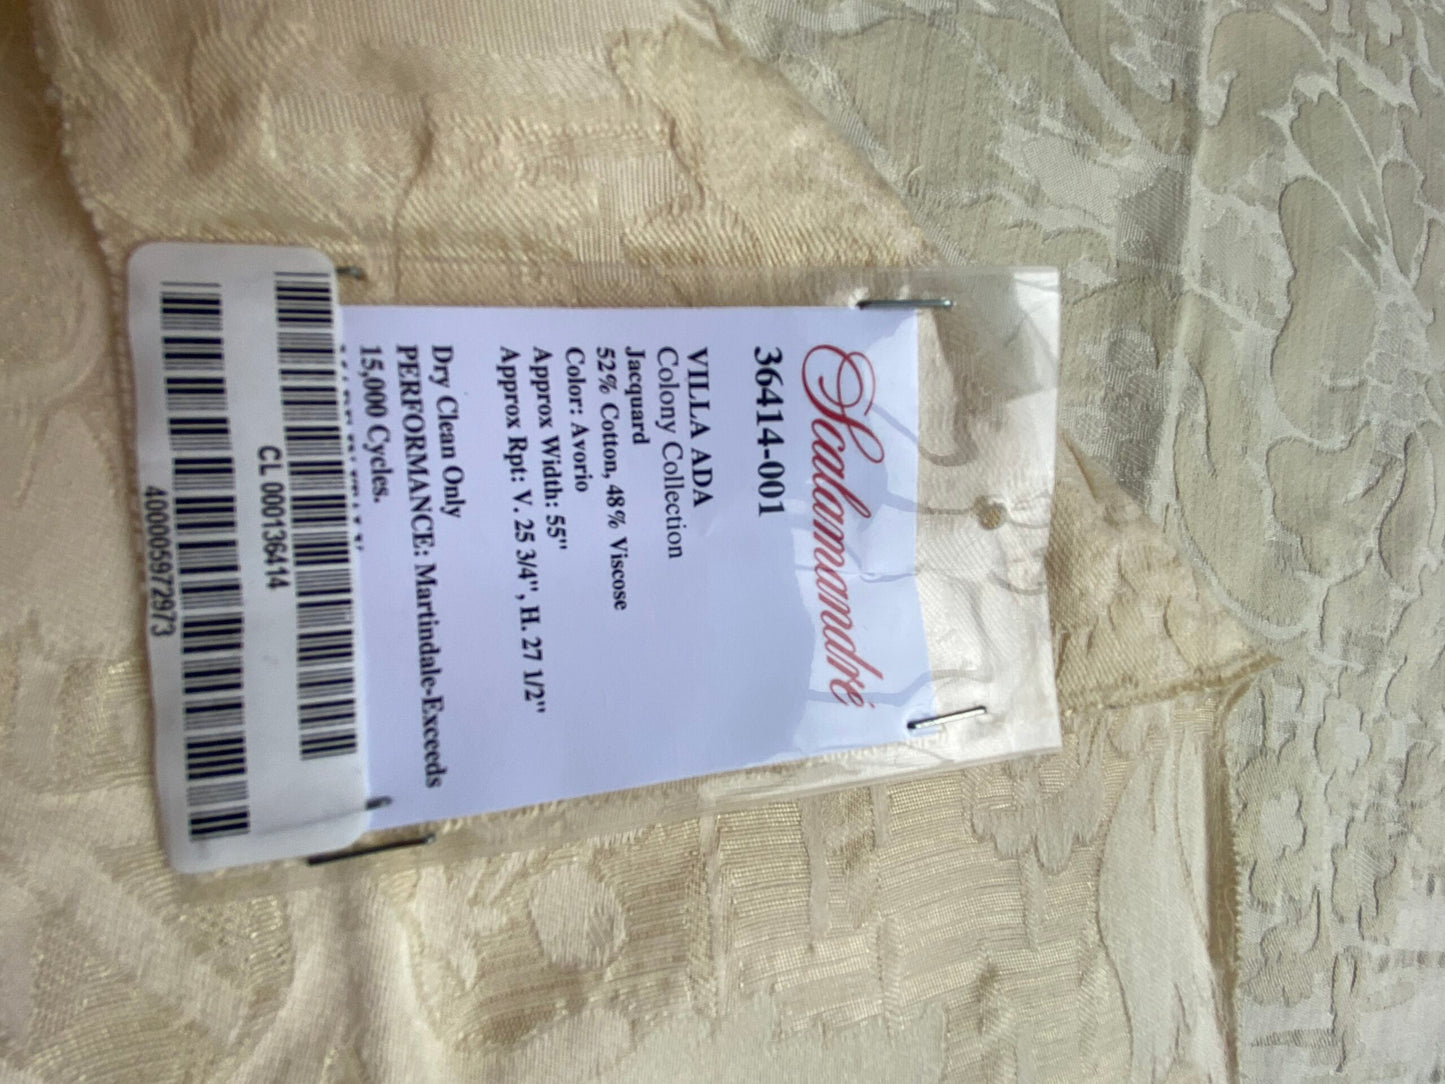 Scalamandré
36414-001
VILLA ADA
Colony Collection
Jacquard
52% Cotton, 48% Viscose
Color: Avorio
Approx Width: 55"
Approx Rpt: V. 25 3/4", H. 27 1/2"
Dry Clean Only
PERFORMANCE: Martindale-Exceeds
15,000 Cycles.
CL 000136414
400005972973